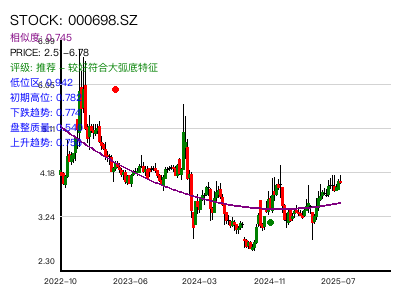 STOCK: 000698.SZ
相似度: 0.745
PRICE: 2.5 –6.78
评级: 推荐 – 较好符合大弧底特征
低位区: 0.942
初期高位: 0.782
下跌趋势: 0.774
盘整质量: 0.54
上升趋势: 0.75
4.18
3.24
2.30
2022–10
2023–06
2024–03
2024–11
2025–07